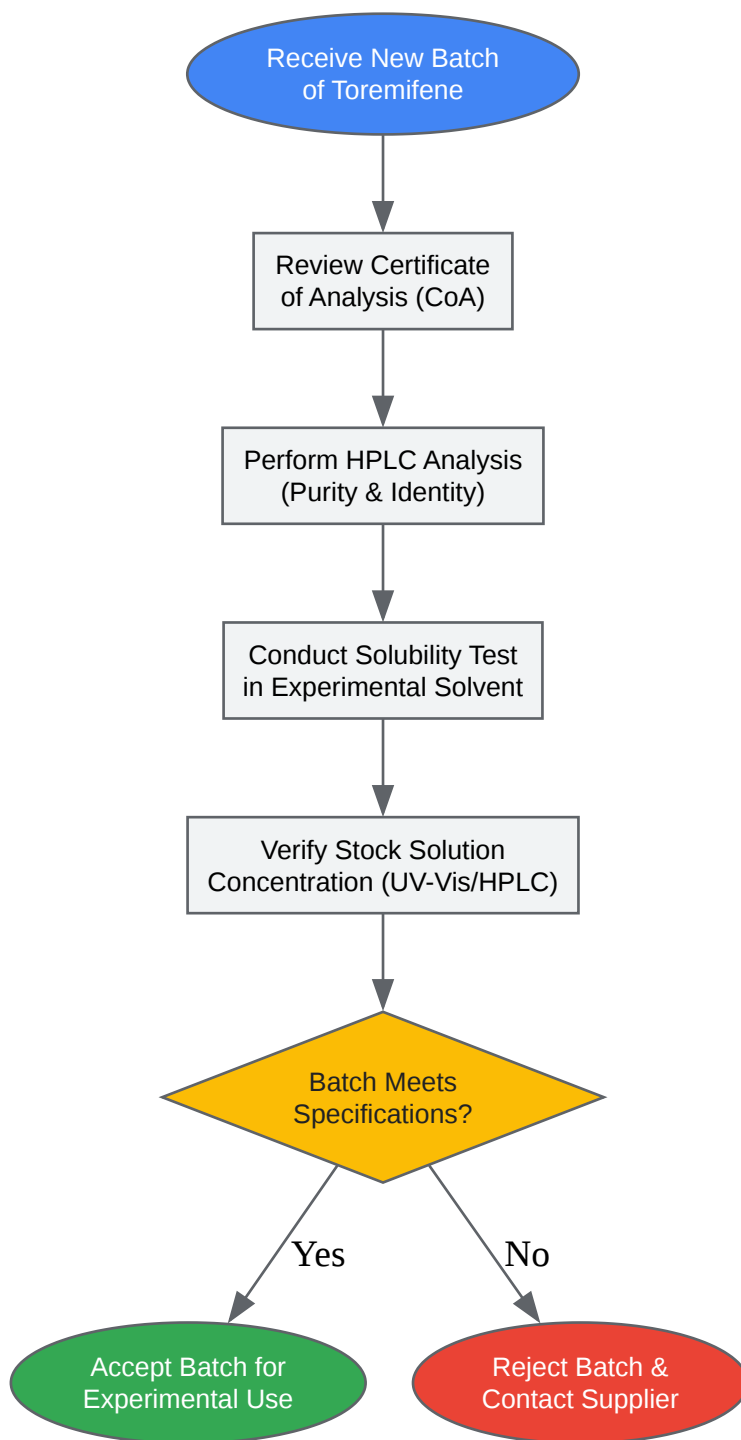 Receive New Batch
of Toremifene
Review Certificate
of Analysis (CoA)
Perform HPLC Analysis
(Purity & Identity)
Conduct Solubility Test
in Experimental Solvent
Verify Stock Solution
Concentration (UV-Vis/HPLC)
Batch Meets
Specifications?
Yes
No
Accept Batch for
Experimental Use
Reject Batch &
Contact Supplier